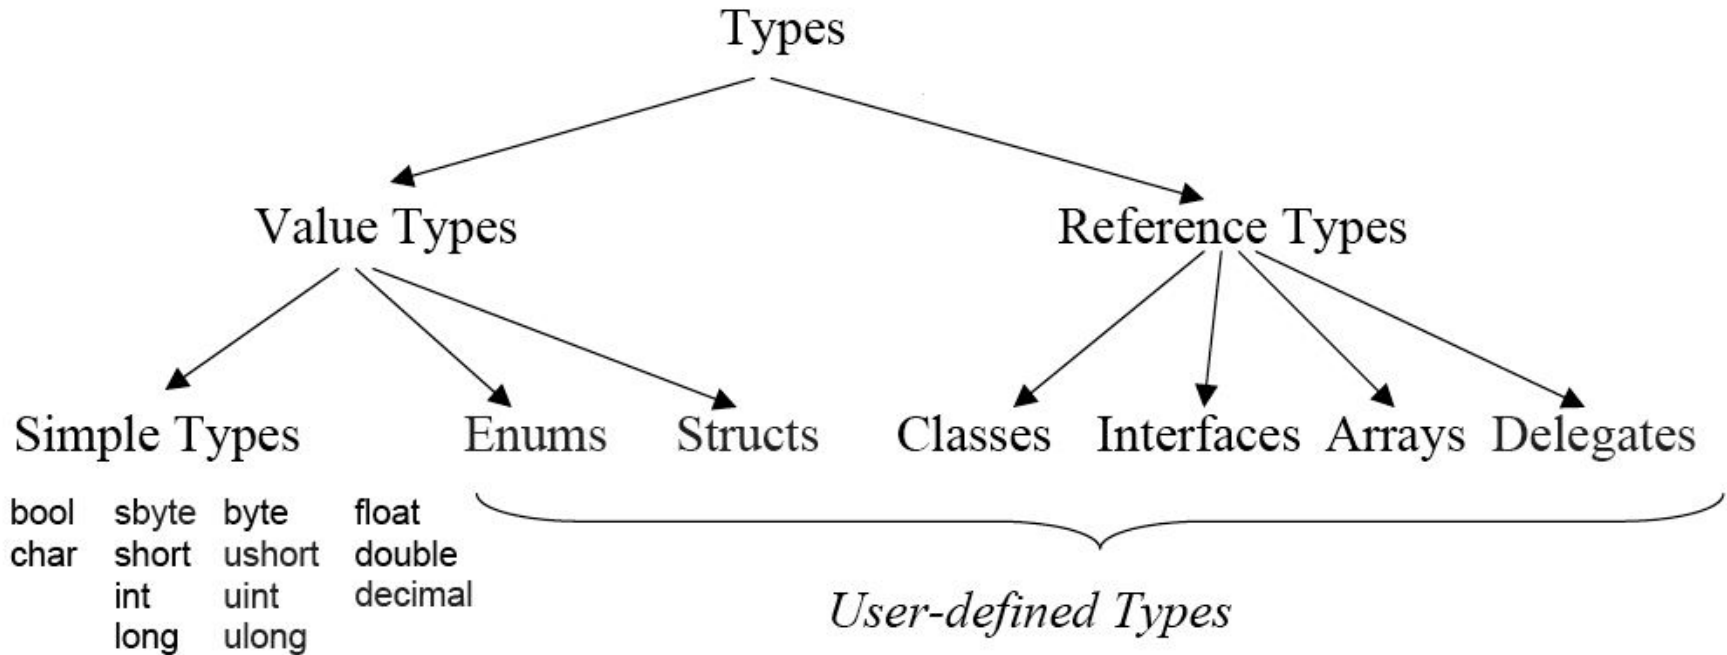 Types
Value Types Reference Types
Simple Types Enums Structs Classes Interfaces Arrays Delegates
bool sbyte byte float
char short ushort double
int uint decimal
long ulong
User-defined Types